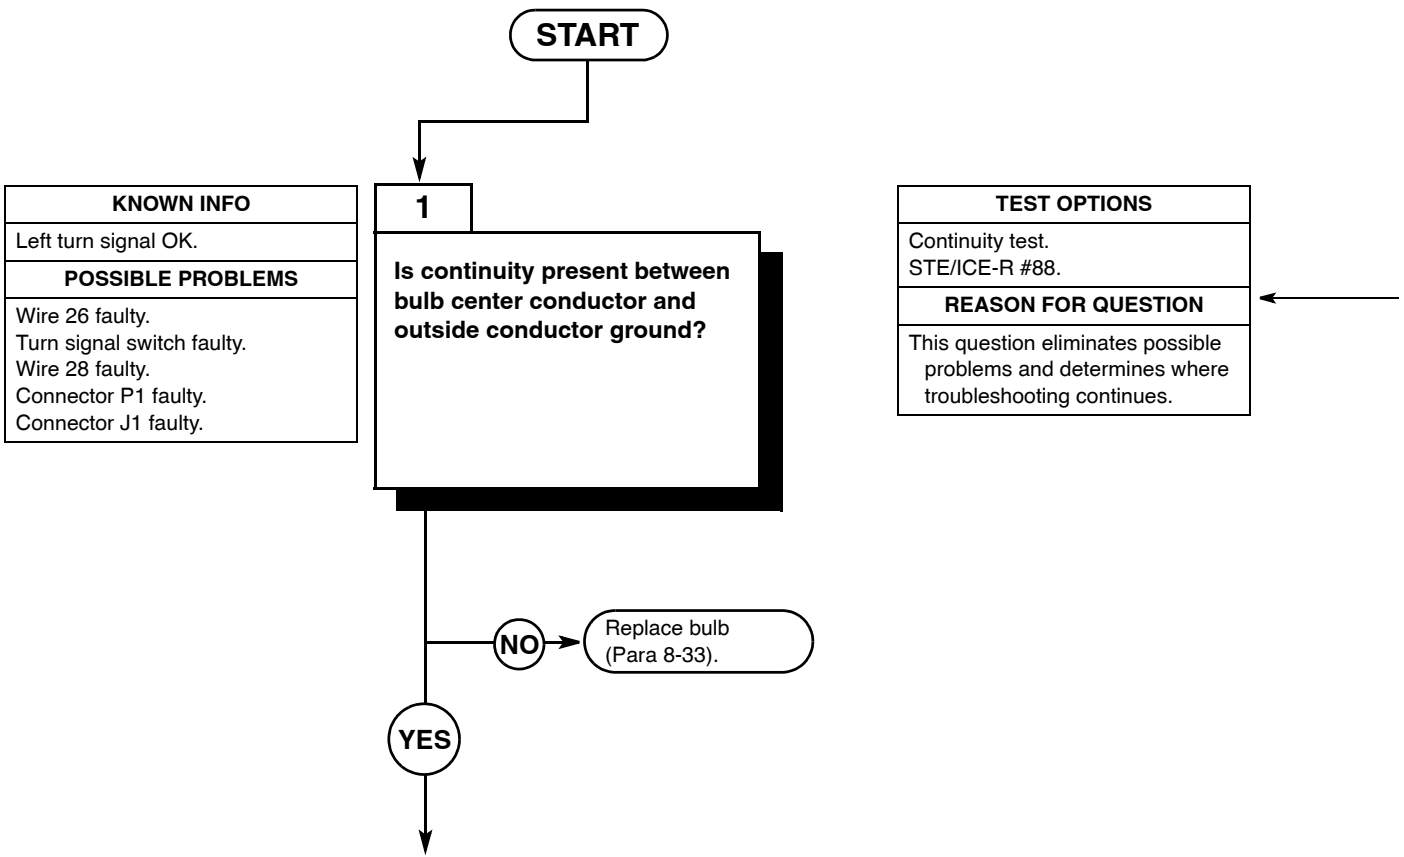 START
KNOWN INFO
Left turn signal OK.
POSSIBLE PROBLEMS
Wire 26 faulty.
Turn signal switch faulty.
Wire 28 faulty.
Connector P1 faulty.
Connector J1 faulty.
1
Is continuity present between
bulb center conductor and
outside conductor ground?
TEST OPTIONS
Continuity test.
STE/ICE-R #88.
REASON FOR QUESTION
This question eliminates possible
problems and determines where
troubleshooting continues.
NO
Replace bulb
(Para 8-33).
YES